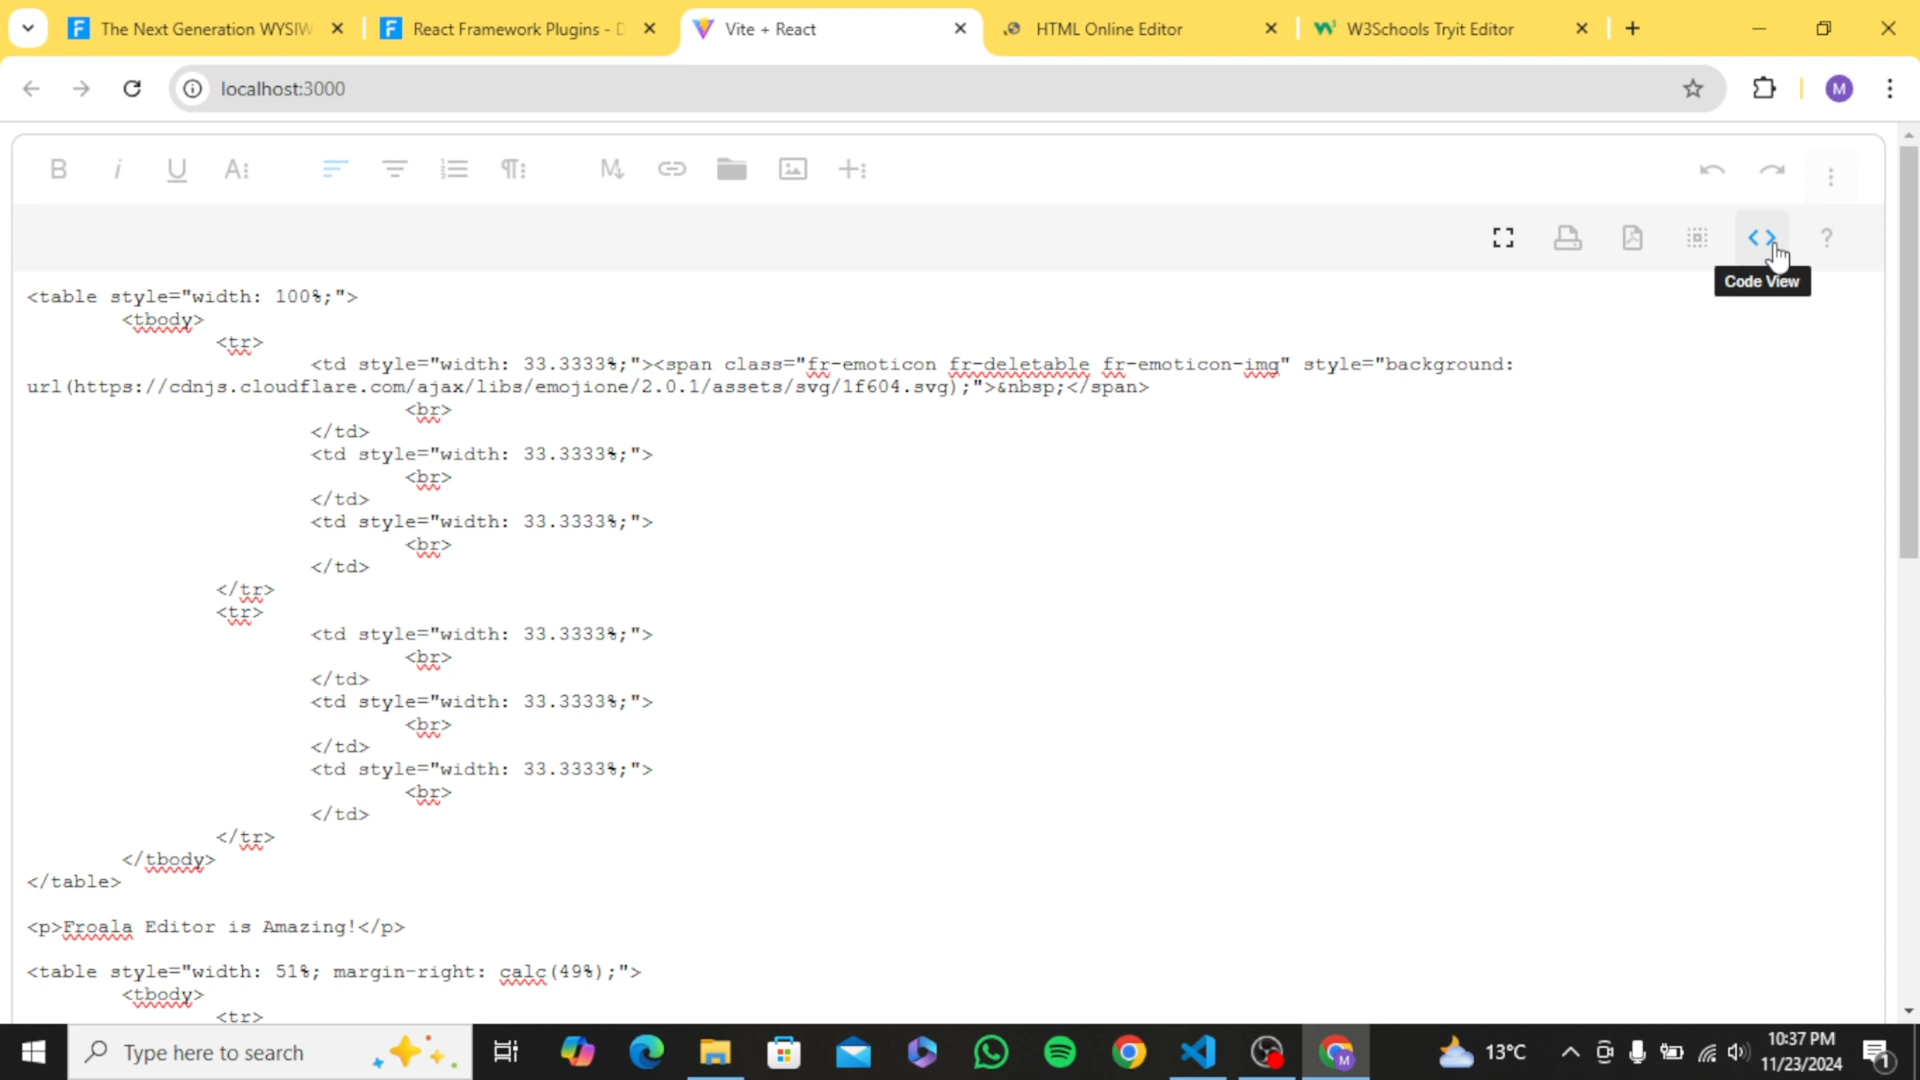 The Next Generation WYSIW
React Framework Plugins - D
Vite + React
HTML Online Editor
W3Schools Tryit Editor
localhost:3000
M
Code View
<table style="width: 100%;">
<tbody>
<tr>
<td style="width: 33.3333%;"><span class="fr-emoticon fr-deletable fr-emoticon-img" style="background:
url(https://cdnjs.cloudflare.com/ajax/libs/emojione/2.0.1/assets/svg/1f604.svg);">&nbsp;</span>
<br>
</td>
<td style="width: 33.3333%;">
<br>
</td>
<td style="width: 33.3333%;">
<br>
</td>
</tr>
<tr>
<td style="width: 33.3333%;">
<br>
</td>
<td style="width: 33.3333%;">
<br>
</td>
<td style="width: 33.3333%;">
<br>
</td>
</tr>
</tbody>
</table>
<p>Froala Editor is Amazing!</p>
<table style="width: 51%; margin-right: calc(49%);">
<tbody>
<tr>
Type here to search
13°C
10:37 PM
11/23/2024
1